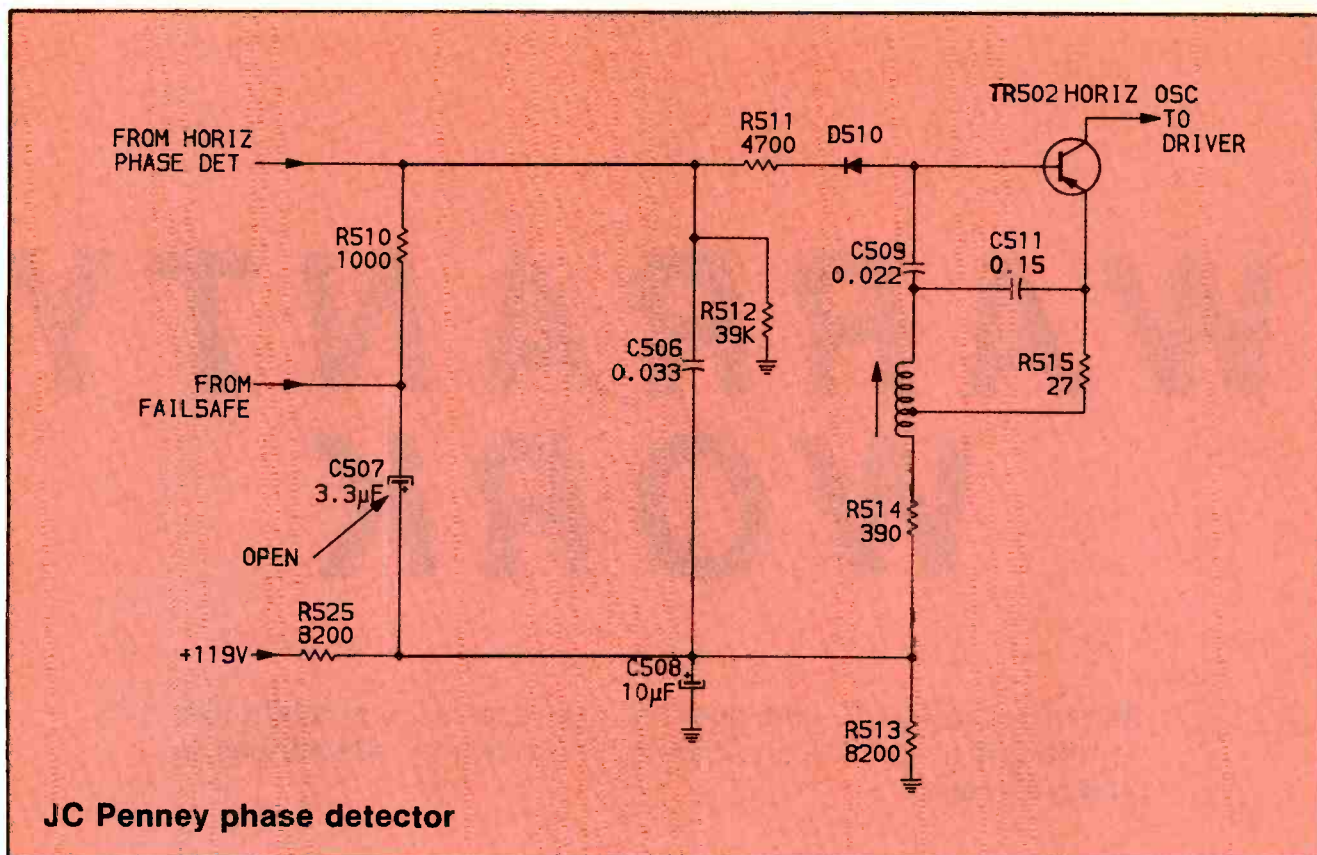 TR502 HORIZ OSC
TO
DRIVER
FROM HORIZ
PHASE DET
R511
4700
D510
R510
1000
C509
0.022
C511
0.15
R512
39K
C506
0.033
R515
27
FROM
FAILSAFE
C507
3.3µF
R514
390
OPEN
R525
8200
+119V
C508
10µF
R513
8200
JC Penney phase detector